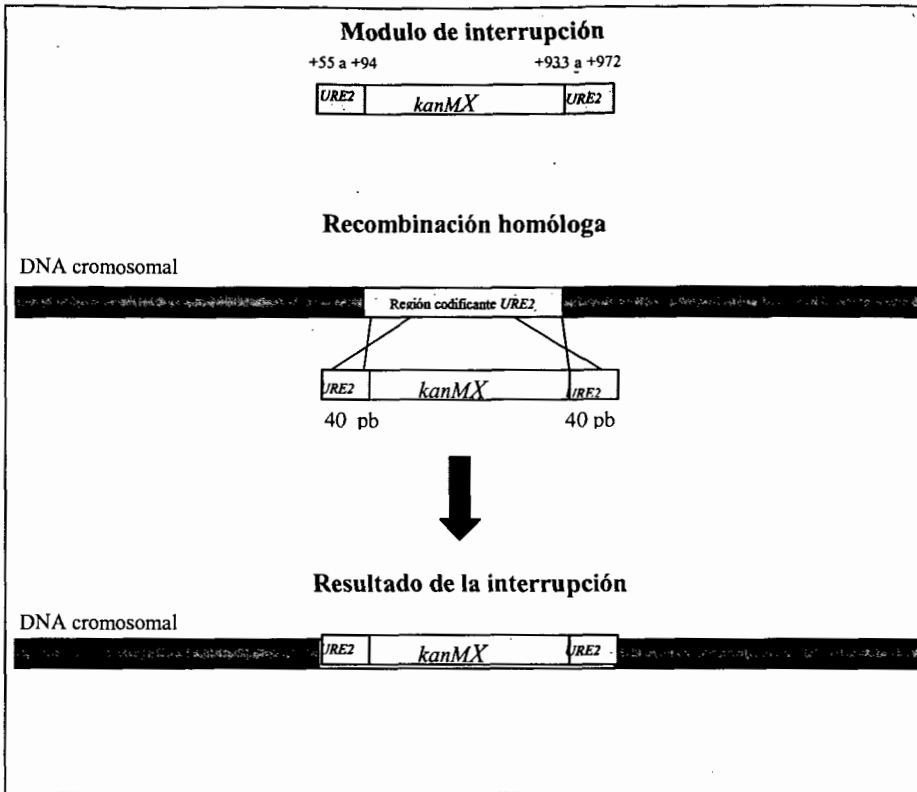 Modulo de interrupción
+55 a +94 +933 a +972
URE2 kanMX URE2
Recombinación homóloga
DNA cromosomal
Región codificante URE2
URE2 kanMX URE2
40 pb 40 pb
Resultado de la interrupción
DNA cromosomal
URE2 kanMX URE2